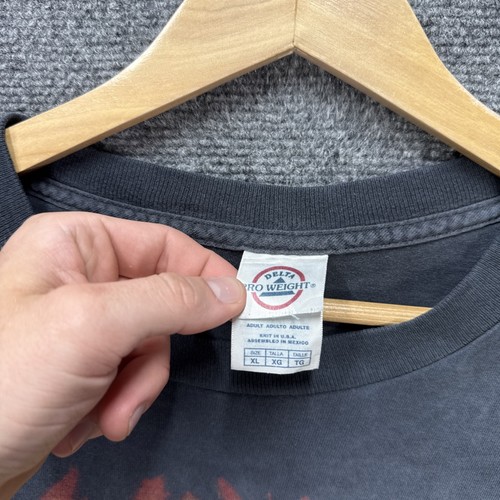 DELTA
PRO WEIGHT®
ADULT ADULTO ADULTE
KNIT IN U.S.A.
ASSEMBLED IN MEXICO
SIZE TALLA TAILLE
XL XG TG